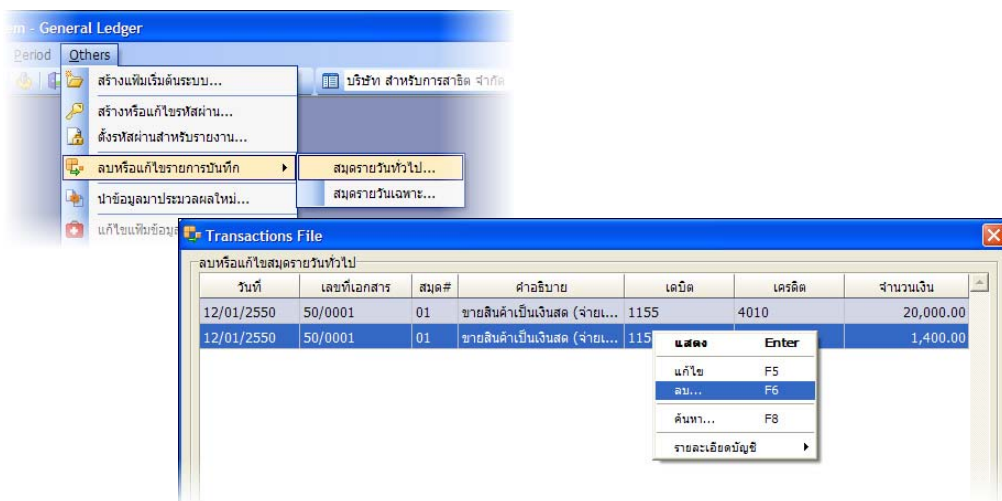 em - General Ledger
Period Others
บริษัท สำหรับการสาธิต จำกัด
สร้างแฟ้มเริ่มต้นระบบ...
สร้างหรือแก้ไขรหัสผ่าน...
ตั้งรหัสผ่านสำหรับรายงาน...
ลบหรือแก้ไขรายการบันทึก
สมุดรายวันทั่วไป...
นำข้อมูลมาประมวลผลใหม่...
สมุดรายวันเฉพาะ...
แก้ไขแฟ้มข้อมูล
Transactions File
ลบหรือแก้ไขสมุดรายวันทั่วไป
วันที่ เลขที่เอกสาร สมุด# คำอธิบาย เดบิต เครดิต จำนวนเงิน
12/01/2550 50/0001 01 ขายสินค้าเป็นเงินสด (จ่ายเ... 1155 4010 20,000.00
12/01/2550 50/0001 01 ขายสินค้าเป็นเงินสด (จ่ายเ... 115 1,400.00
แสดง Enter
แก้ไข F5
ลบ... F6
ค้นหา... F8
รายละเอียดบัญชี